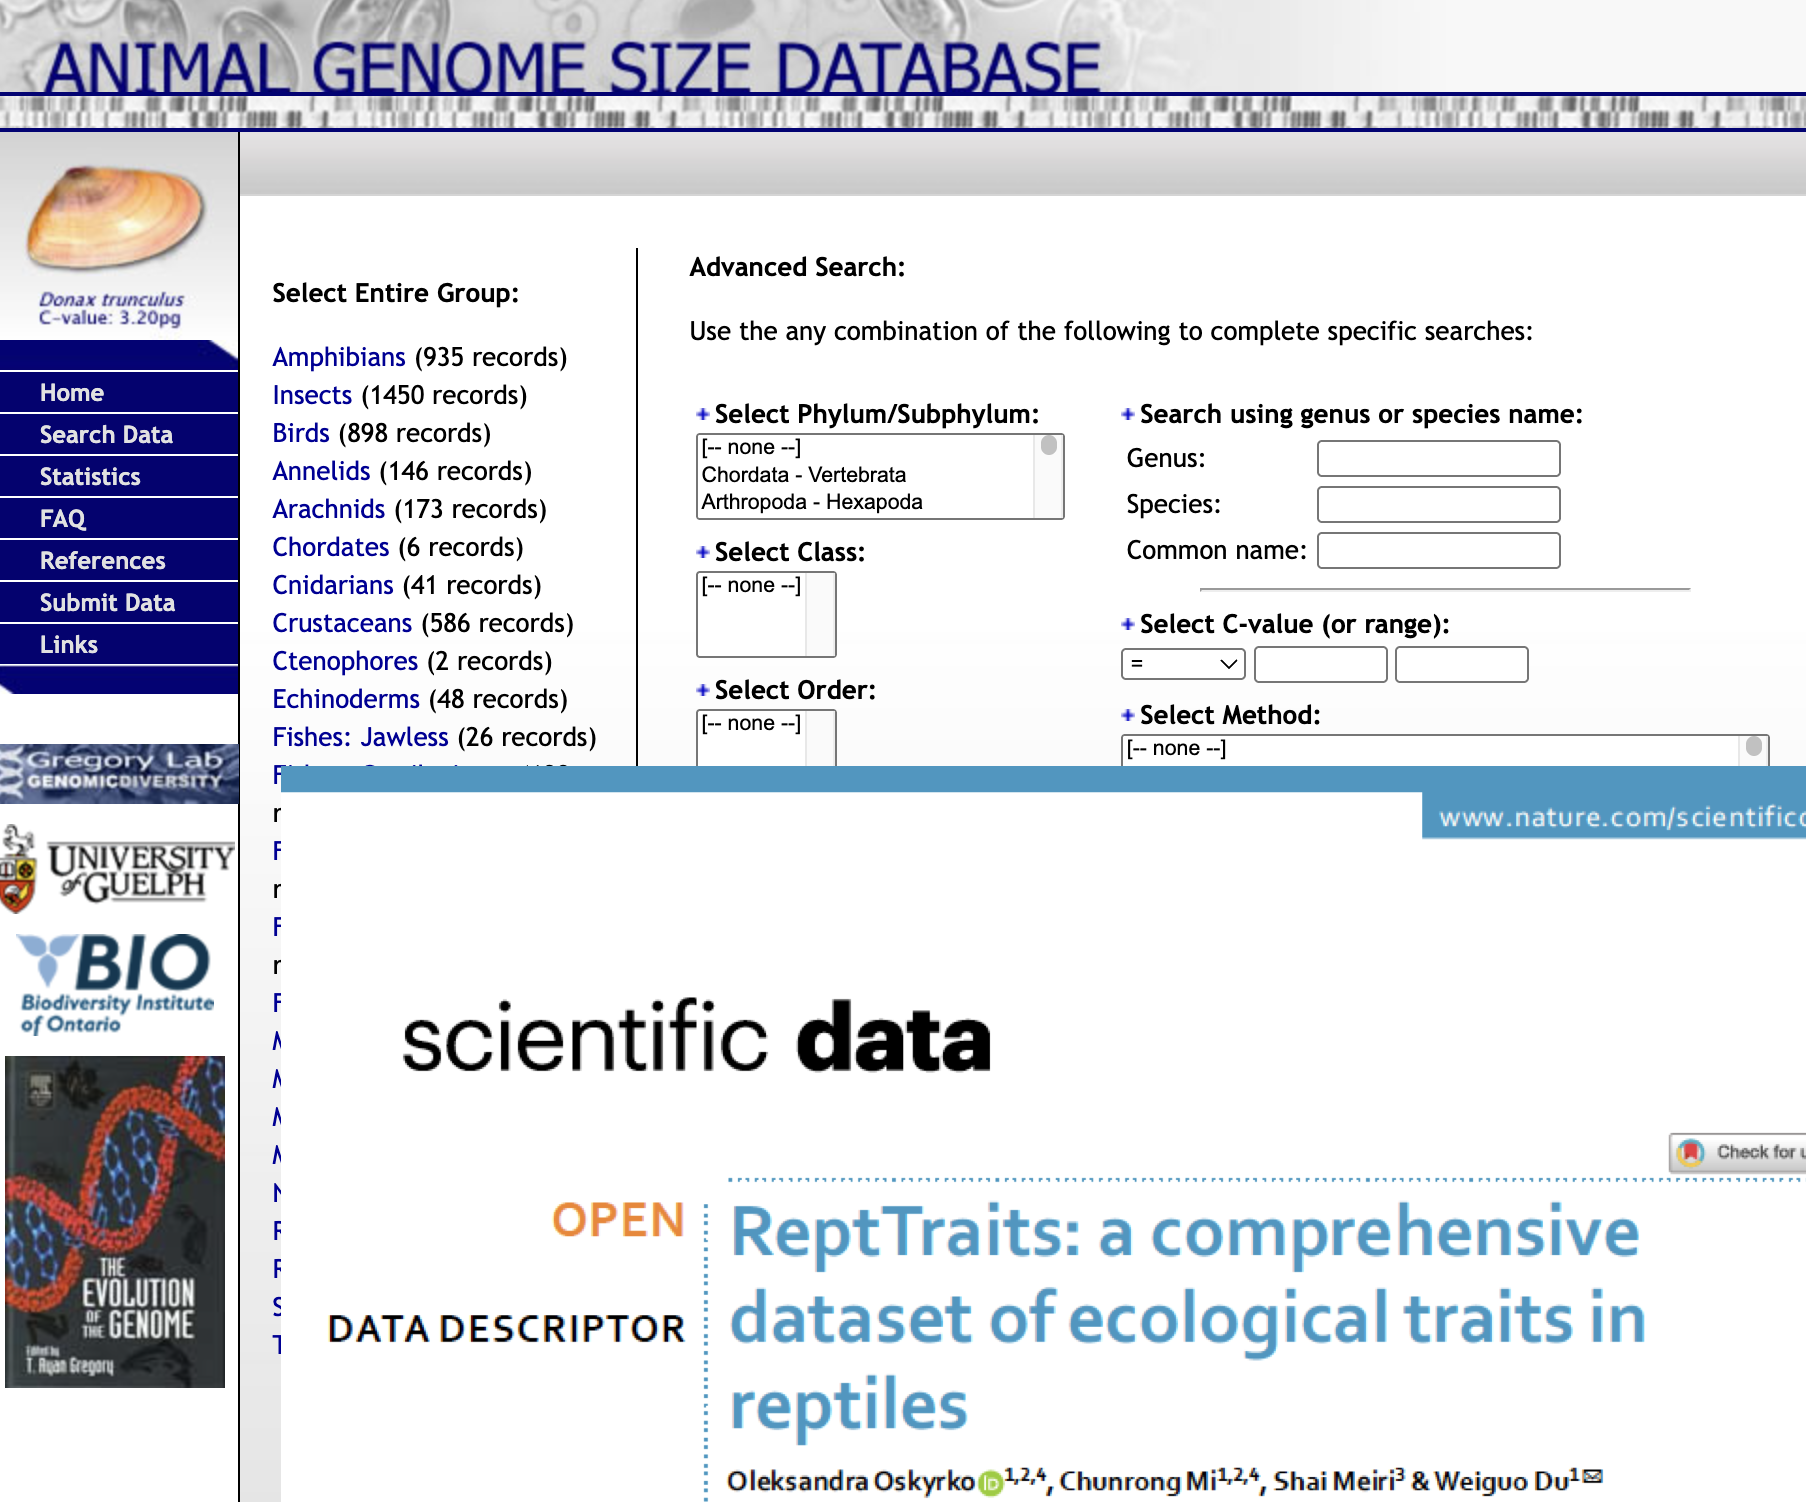 ANIMAL GENOME SIZE DATABASE
Donax trunculus
C-value: 3.20pg
Home
Search Data
Statistics
FAQ
References
Submit Data
Links
Gregory Lab
GENOMICDIVERSITY
UNIVERSITY
of GUELPH
BIO
Biodiversity Institute
of Ontario
THE
EVOLUTION
OF
THE GENOME
Edited by
T. Ryan Gregory
Select Entire Group:
Amphibians (935 records)
Insects (1450 records)
Birds (898 records)
Annelids (146 records)
Arachnids (173 records)
Chordates (6 records)
Cnidarians (41 records)
Crustaceans (586 records)
Ctenophores (2 records)
Echinoderms (48 records)
Fishes: Jawless (26 records)
Advanced Search:
Use the any combination of the following to complete specific searches:
+ Select Phylum/Subphylum:
[-- none --]
Chordata - Vertebrata
Arthropoda - Hexapoda
+ Select Class:
[-- none --]
+ Select Order:
[-- none --]
+ Search using genus or species name:
Genus:
Species:
Common name:
+ Select C-value (or range):
=
+ Select Method:
[-- none --]
www.nature.com/scientific
scientific data
Check for
OPEN
DATA DESCRIPTOR
ReptTraits: a comprehensive
dataset of ecological traits in
reptiles
Oleksandra Oskyrko iD 1,2,4, Chunrong Mi1,2,4, Shai Meiri3 & Weiguo Du1✉